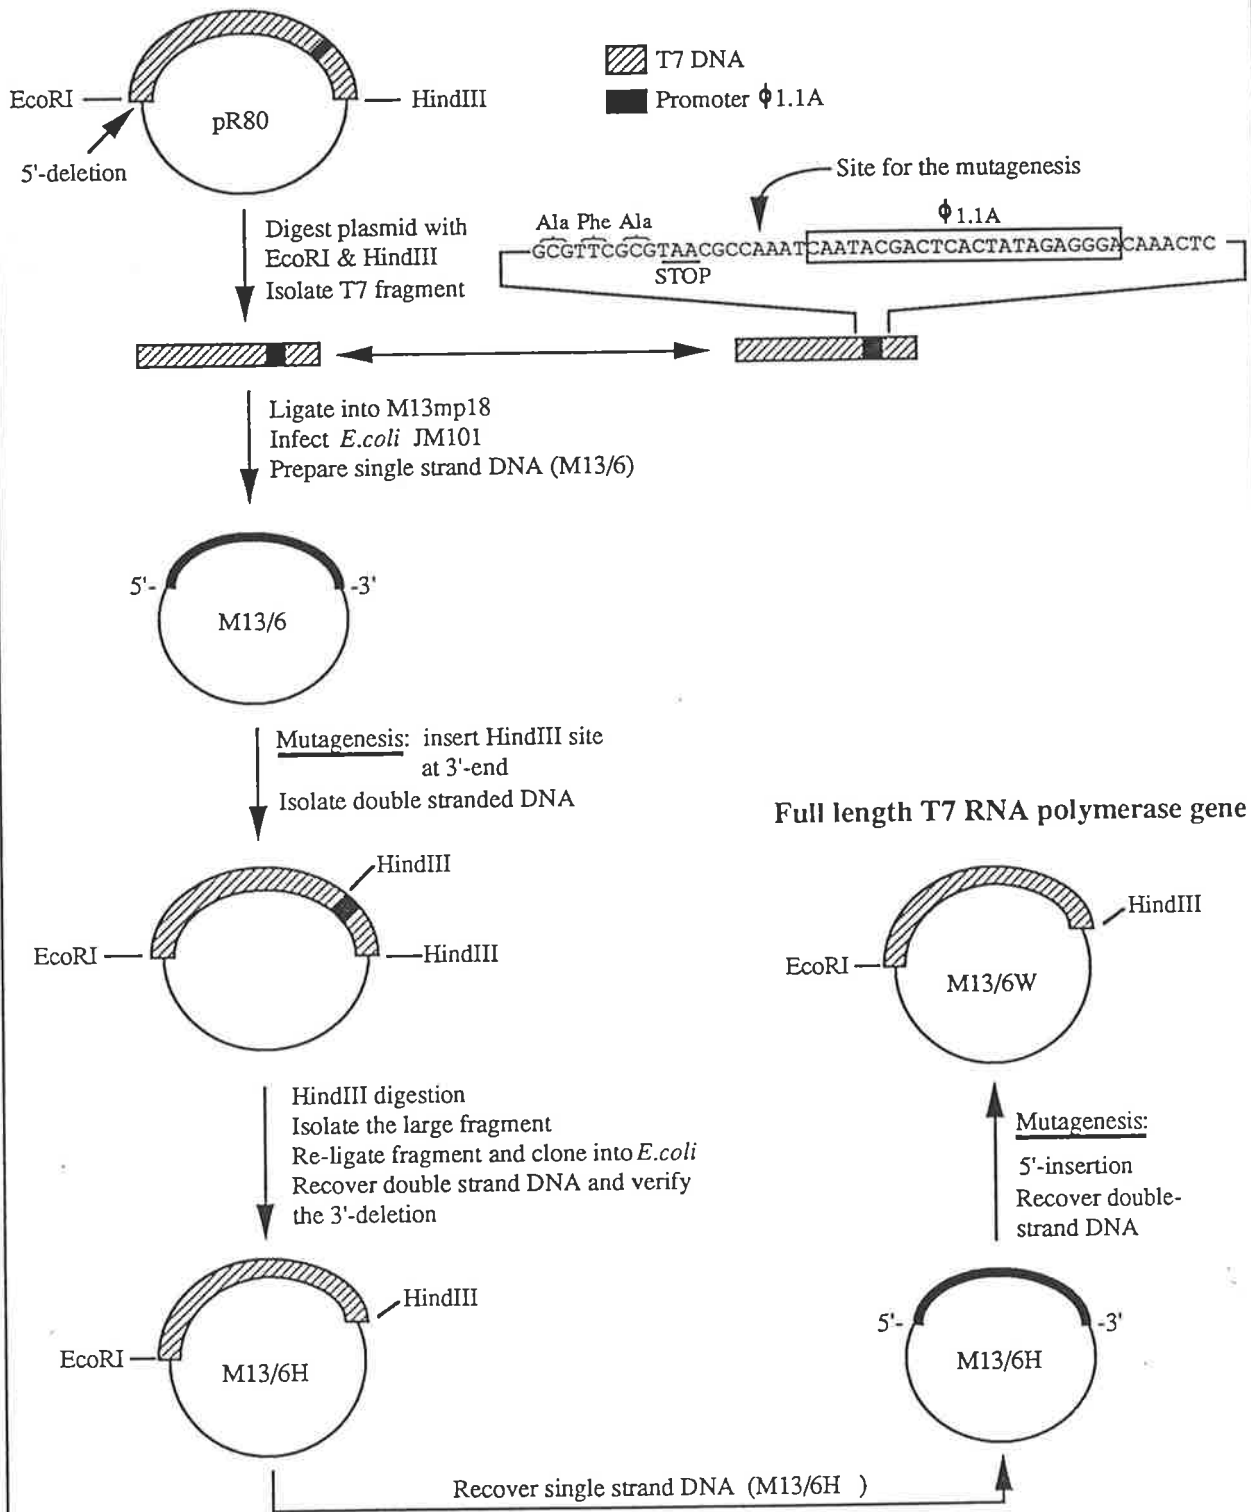 T7 DNA
Promoter ϕ1.1A
EcoRI
HindIII
pR80
5'-deletion
Site for the mutagenesis
Digest plasmid with
EcoRI & HindIII
Isolate T7 fragment
Ala Phe Ala
ϕ1.1A
GCGTTCGCGTAACGCCAAATCAATACGACTCACTATAGAGGGACAAACTC
STOP
Ligate into M13mp18
Infect E.coli JM101
Prepare single strand DNA (M13/6)
5'-
-3'
M13/6
Mutagenesis: insert HindIII site
at 3'-end
Isolate double stranded DNA
HindIII
EcoRI
HindIII
HindIII digestion
Isolate the large fragment
Re-ligate fragment and clone into E.coli
Recover double strand DNA and verify
the 3'-deletion
HindIII
EcoRI
M13/6H
Recover single strand DNA (M13/6H )
5'-
-3'
M13/6H
Mutagenesis:
5'-insertion
Recover double-
strand DNA
Full length T7 RNA polymerase gene
HindIII
EcoRI
M13/6W